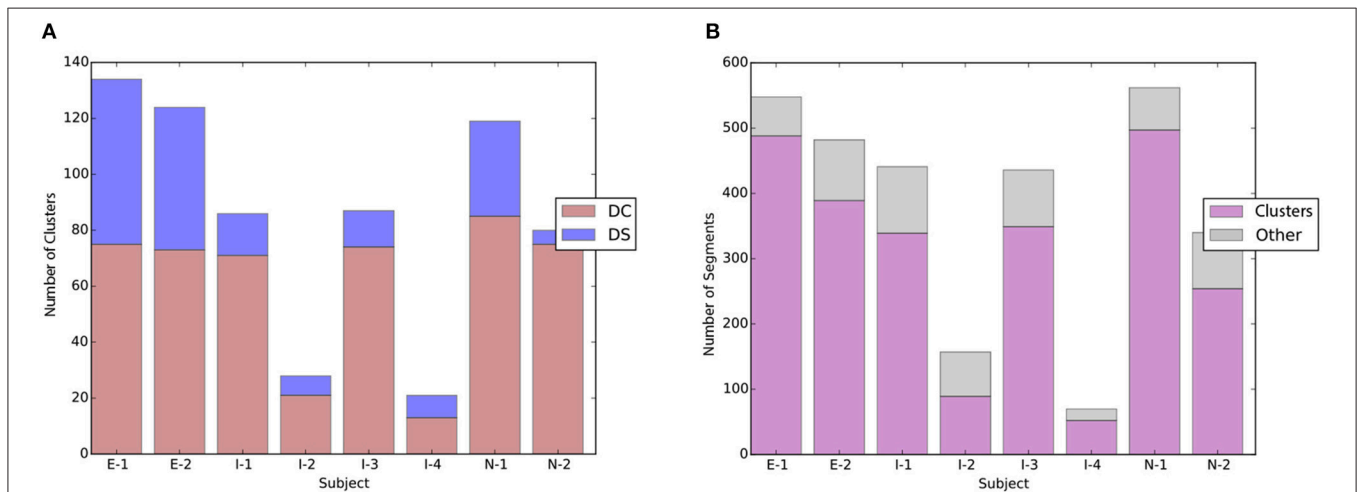 A
140
120
100
80
60
40
20
0
Number of Clusters
E-1 E-2 I-1 I-2 I-3 I-4 N-1 N-2
Subject
DC
DS
B
600
500
400
300
200
100
0
Number of Segments
E-1 E-2 I-1 I-2 I-3 I-4 N-1 N-2
Subject
Clusters
Other